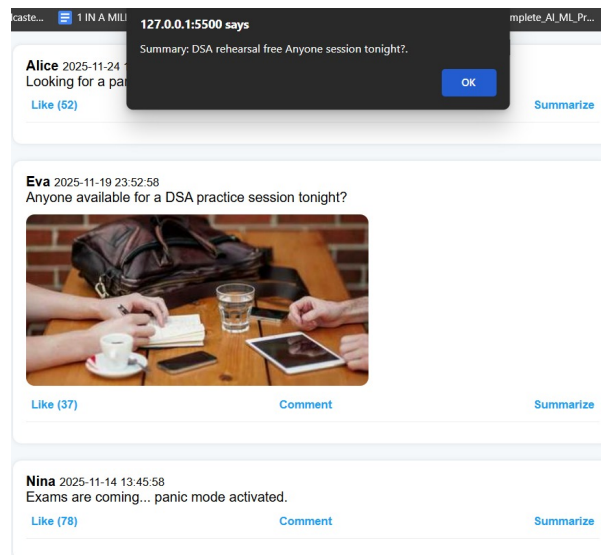 1 IN A MILI
127.0.0.1:5500 says
Summary: DSA rehearsal free Anyone session tonight?.
OK
Alice 2025-11-24
Looking for a
Like (52)
Summarize
Eva 2025-11-19 23:52:58
Anyone available for a DSA practice session tonight?
Like (37)
Comment
Summarize
Nina 2025-11-14 13:45:58
Exams are coming... panic mode activated.
Like (78)
Comment
Summarize